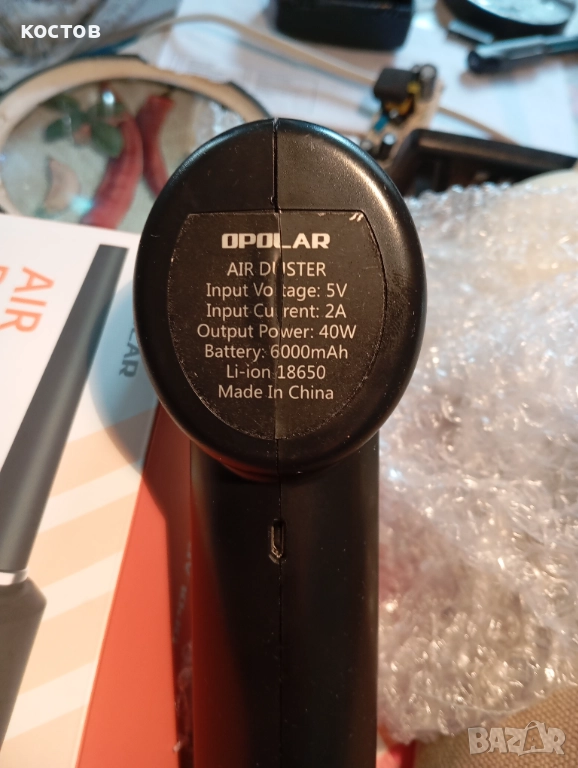 КОСТОВ
OPOLAR
AIR DUSTER
Input Voltage: 5V
Input Current: 2A
Output Power: 40W
Battery: 6000mAh
Li-ion 18650
Made In China
AIR
LAR
BAZAR